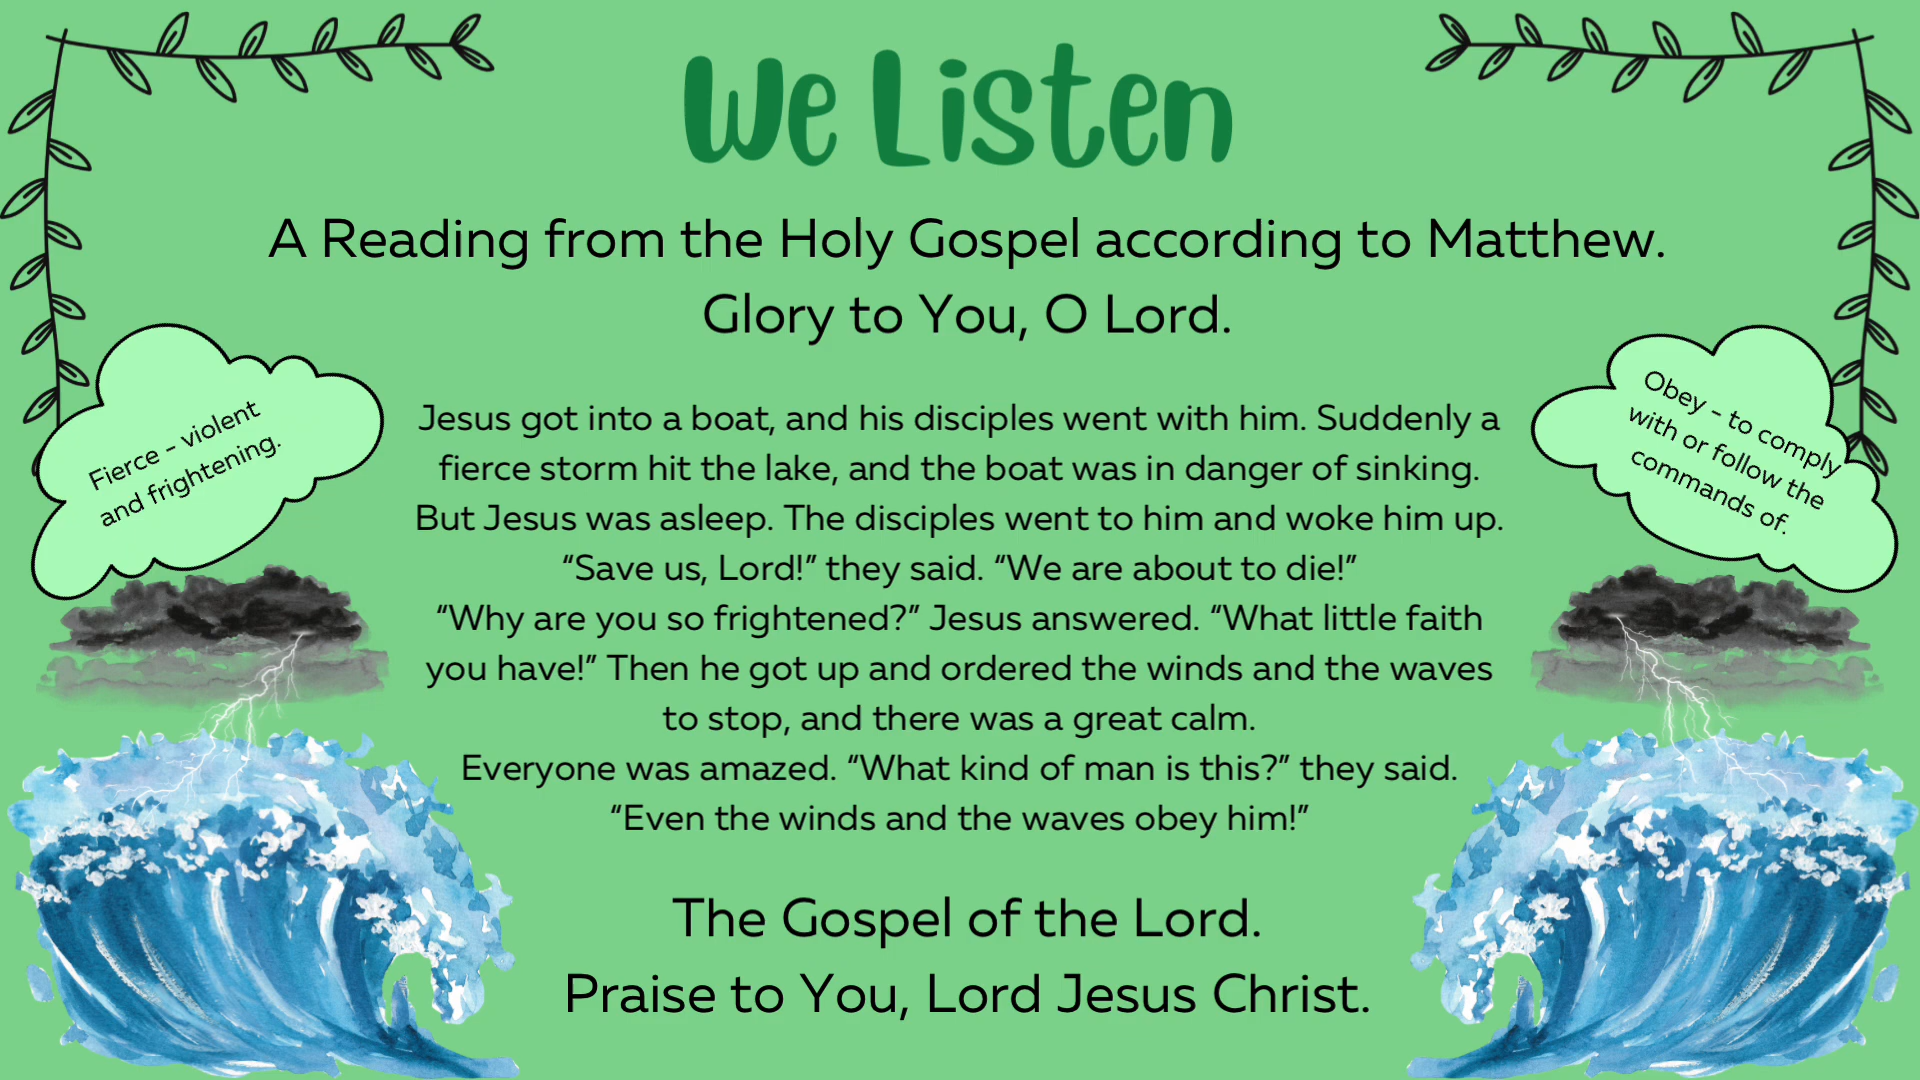 We Listen
A Reading from the Holy Gospel according to Matthew.
Glory to You, O Lord.
Fierce - violent
and frightening.
Obey - to comply
with or follow the
commands of.
Jesus got into a boat, and his disciples went with him. Suddenly a
fierce storm hit the lake, and the boat was in danger of sinking.
But Jesus was asleep. The disciples went to him and woke him up.
“Save us, Lord!” they said. “We are about to die!”
“Why are you so frightened?” Jesus answered. “What little faith
you have!” Then he got up and ordered the winds and the waves
to stop, and there was a great calm.
Everyone was amazed. “What kind of man is this?” they said.
“Even the winds and the waves obey him!”
The Gospel of the Lord.
Praise to You, Lord Jesus Christ.